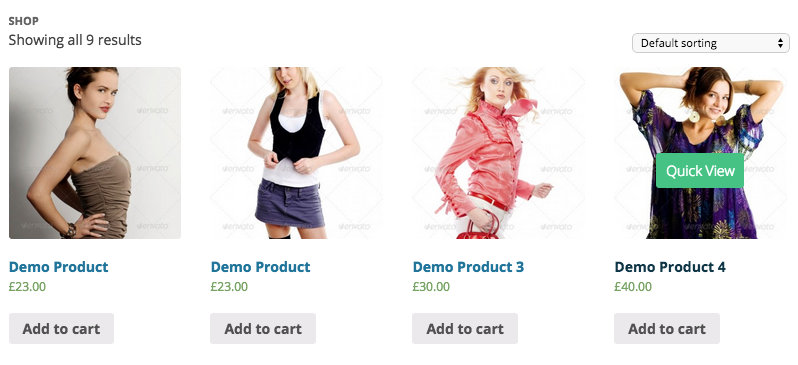 SHOP
Showing all 9 results
Default sorting
Quick View
Demo Product
£23.00
Add to cart
Demo Product
£23.00
Add to cart
Demo Product 3
£30.00
Add to cart
Demo Product 4
£40.00
Add to cart